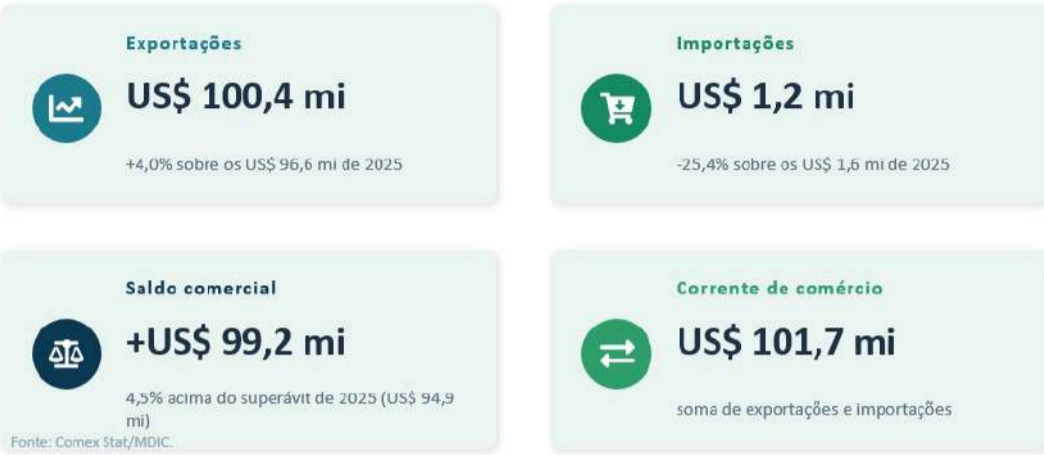 Exportações
US$ 100,4 mi
+4,0% sobre os US$ 96,6 mi de 2025
Importações
US$ 1,2 mi
-25,4% sobre os US$ 1,6 mi de 2025
Saldo comercial
+US$ 99,2 mi
4,5% acima do superávit de 2025 (US$ 94,9
mi)
Corrente de comércio
US$ 101,7 mi
soma de exportações e importações
Fonte: Comex Stat/MDIC.